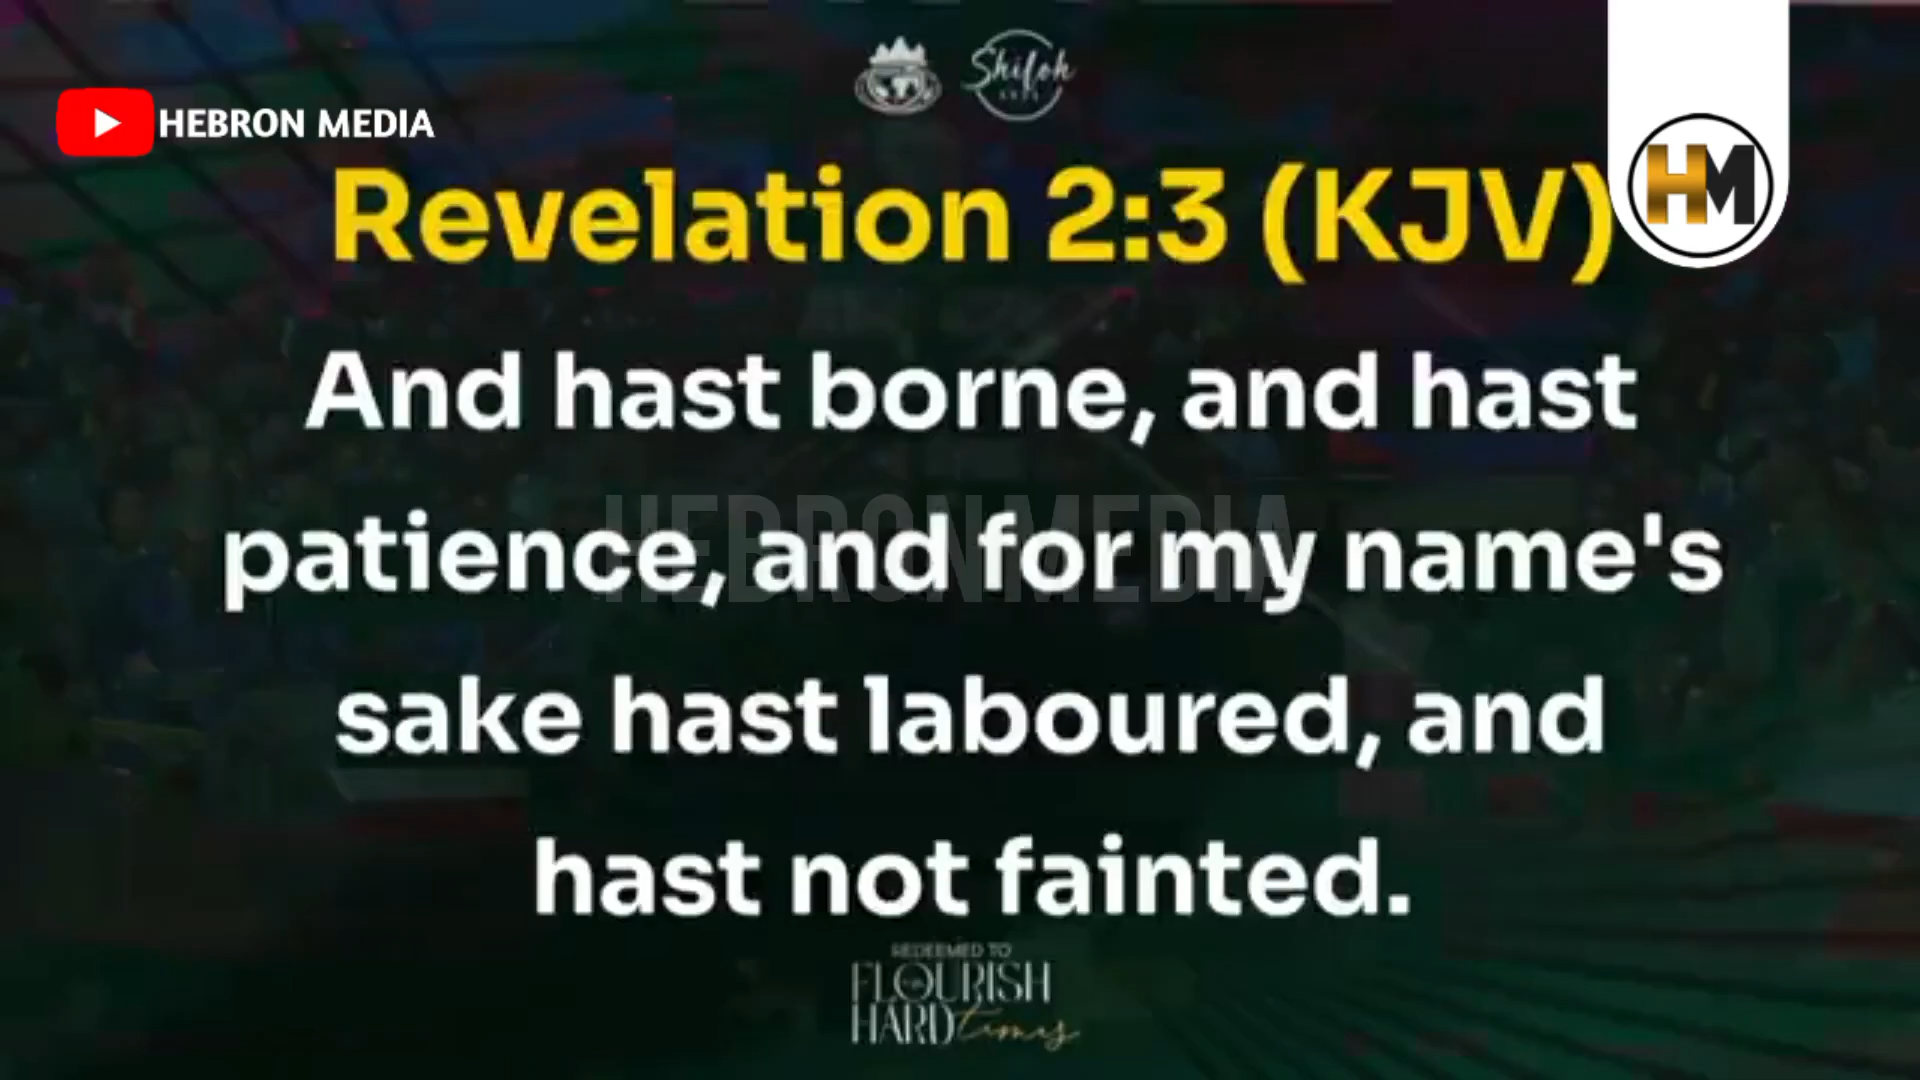 Shiloh
HEBRON MEDIA
HM
Revelation 2:3 (KJV)
And hast borne, and hast
patience, and for my name's
HEBRON MEDIA
sake hast laboured, and
hast not fainted.
REDEEMED TO
FLOURISH
HARD times